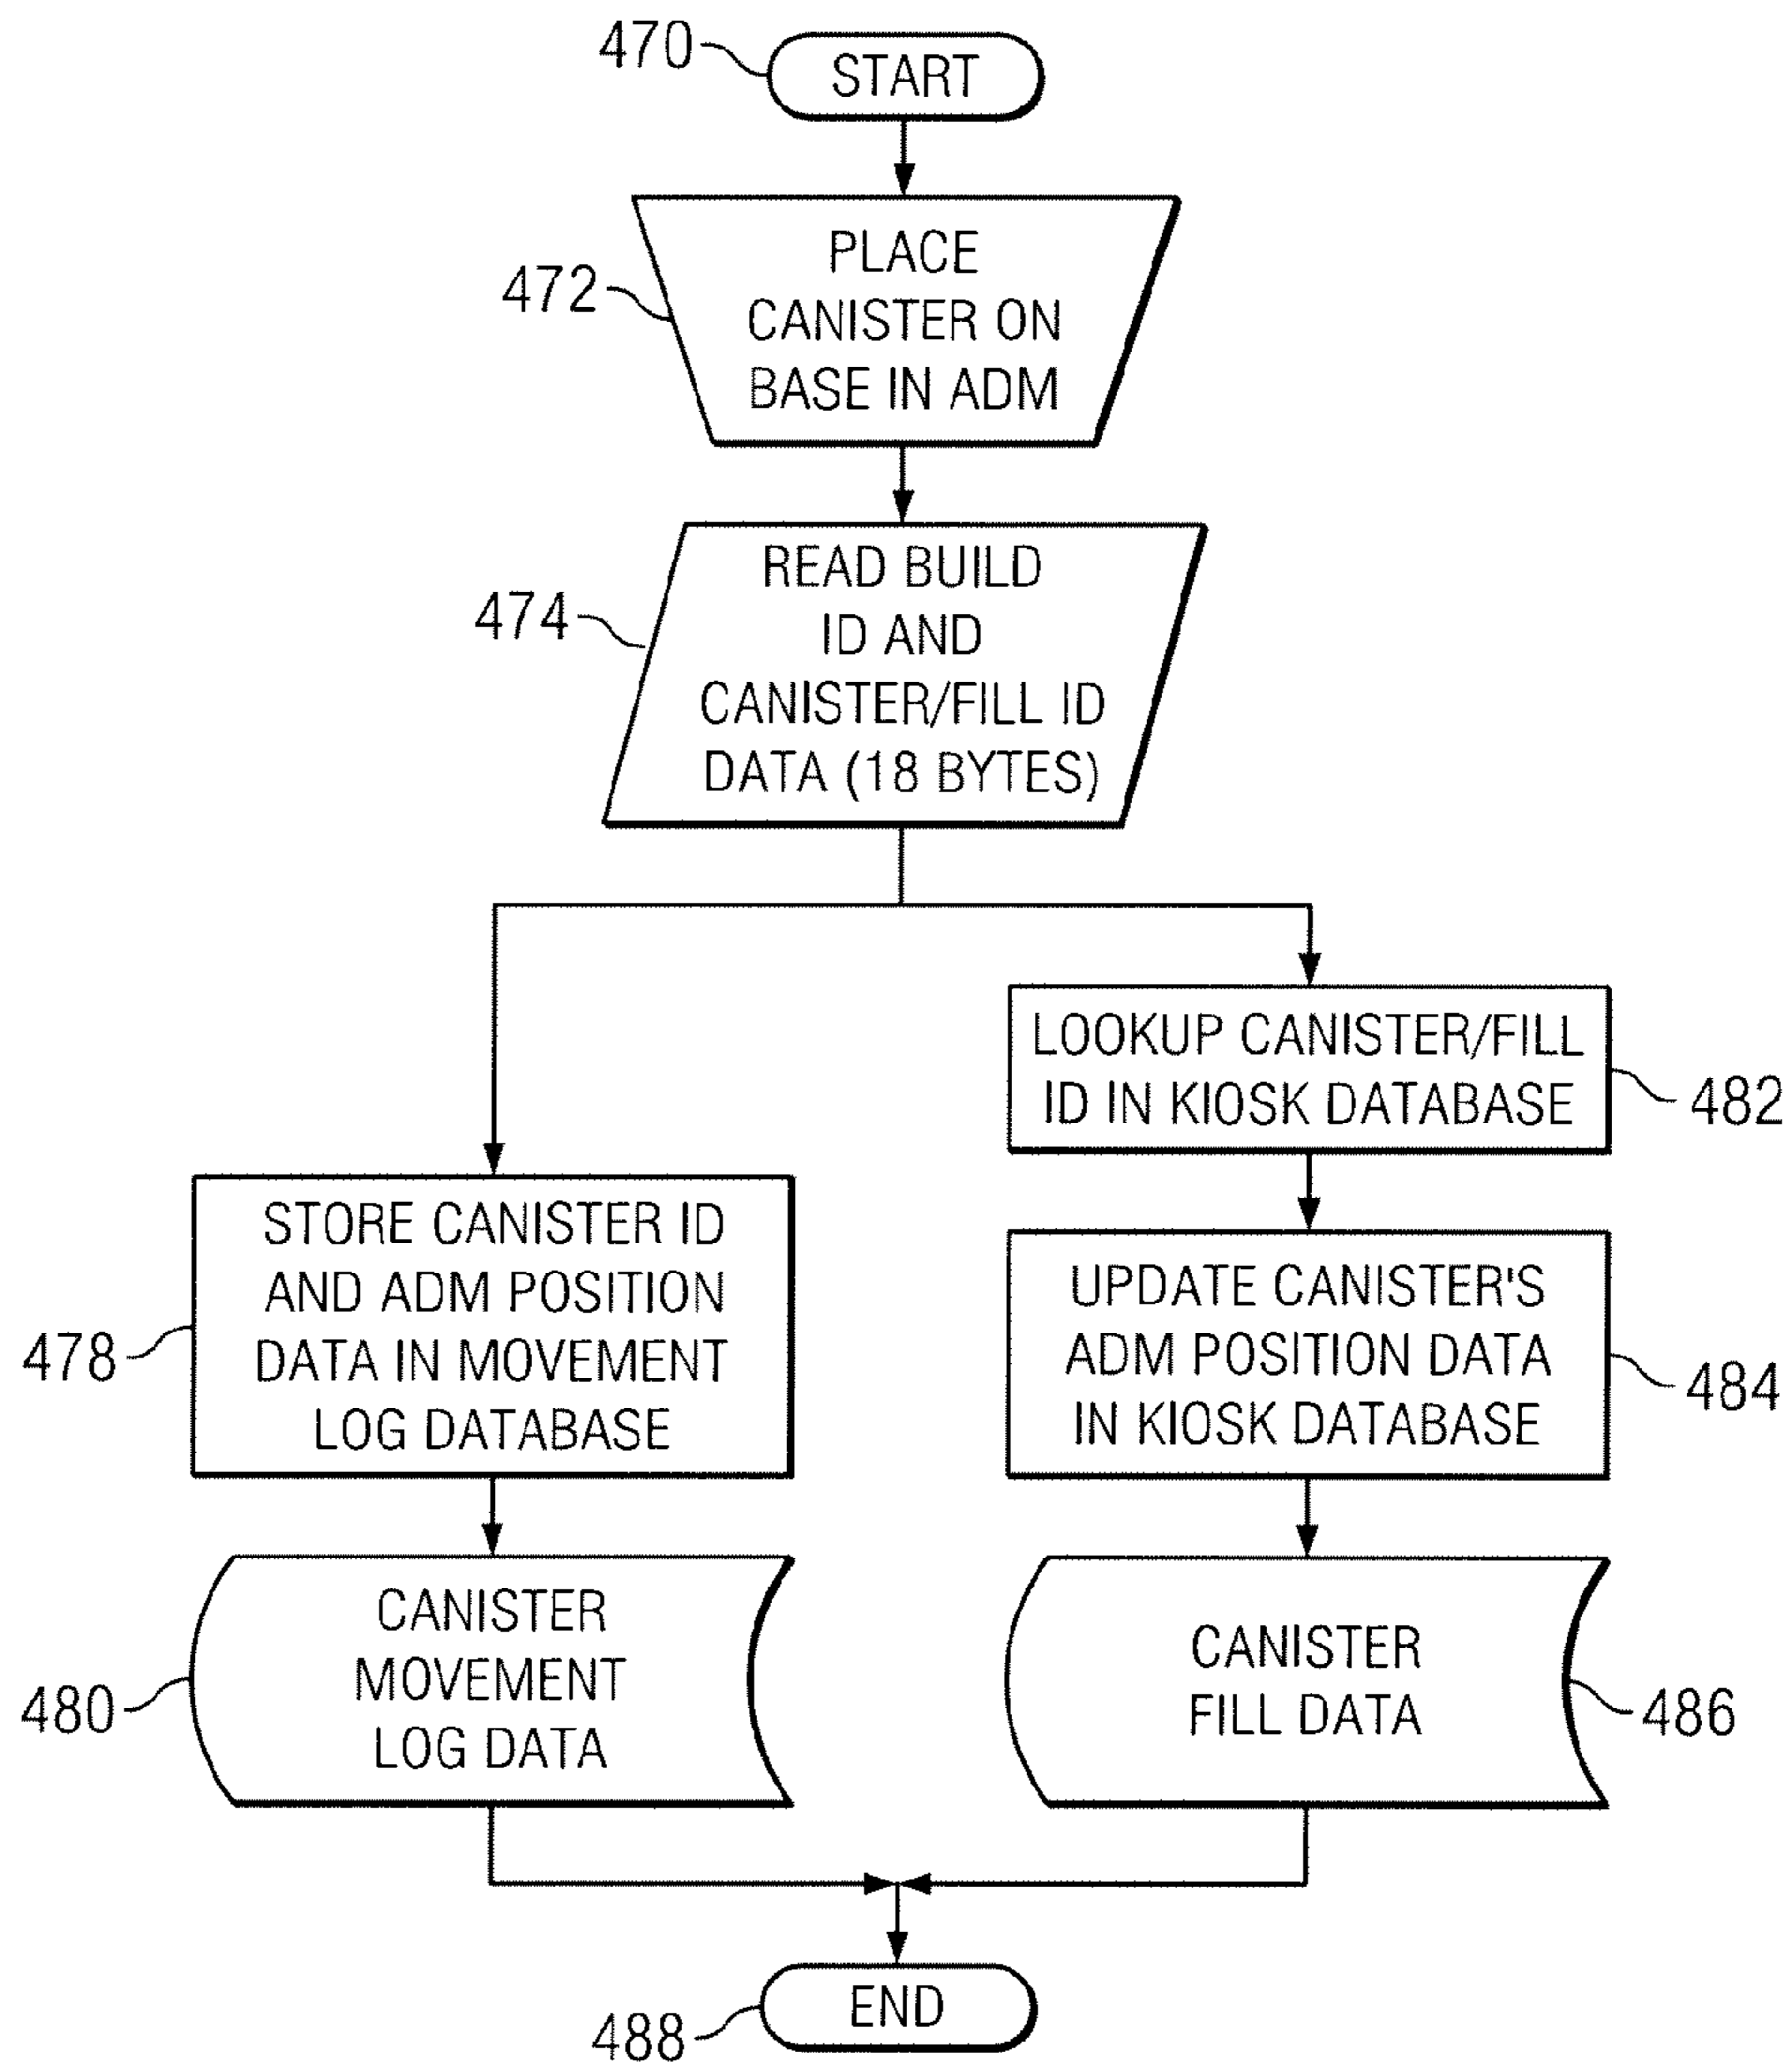 470
START
472
PLACE
CANISTER ON
BASE IN ADM
474
READ BUILD
ID AND
CANISTER/FILL ID
DATA (18 BYTES)
LOOKUP CANISTER/FILL
ID IN KIOSK DATABASE
482
478
STORE CANISTER ID
AND ADM POSITION
DATA IN MOVEMENT
LOG DATABASE
UPDATE CANISTER'S
ADM POSITION DATA
IN KIOSK DATABASE
484
480
CANISTER
MOVEMENT
LOG DATA
CANISTER
FILL DATA
486
END
488